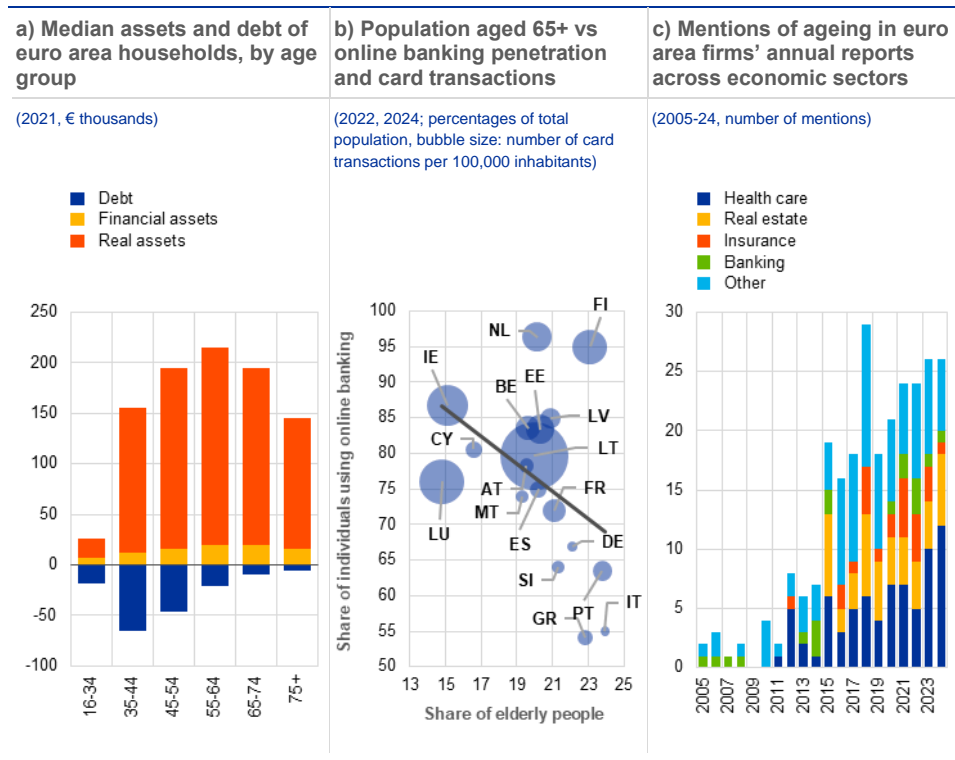 a) Median assets and debt of
euro area households, by age
group
(2021, € thousands)
Debt
Financial assets
Real assets
250
200
150
100
50
0
-50
-100
16-34
35-44
45-54
55-64
65-74
75+
b) Population aged 65+ vs
online banking penetration
and card transactions
(2022, 2024; percentages of total
population, bubble size: number of card
transactions per 100,000 inhabitants)
Share of individuals using online banking
100
95
90
85
80
75
70
65
60
55
50
FI
NL
IE
BE
EE
LV
CY
LT
AT
MT
FR
LU
ES
DE
SI
PT
IT
GR
13
15
17
19
21
23
25
Share of elderly people
c) Mentions of ageing in euro
area firms’ annual reports
across economic sectors
(2005-24, number of mentions)
Health care
Real estate
Insurance
Banking
Other
30
25
20
15
10
5
0
2005
2007
2009
2011
2013
2015
2017
2019
2021
2023